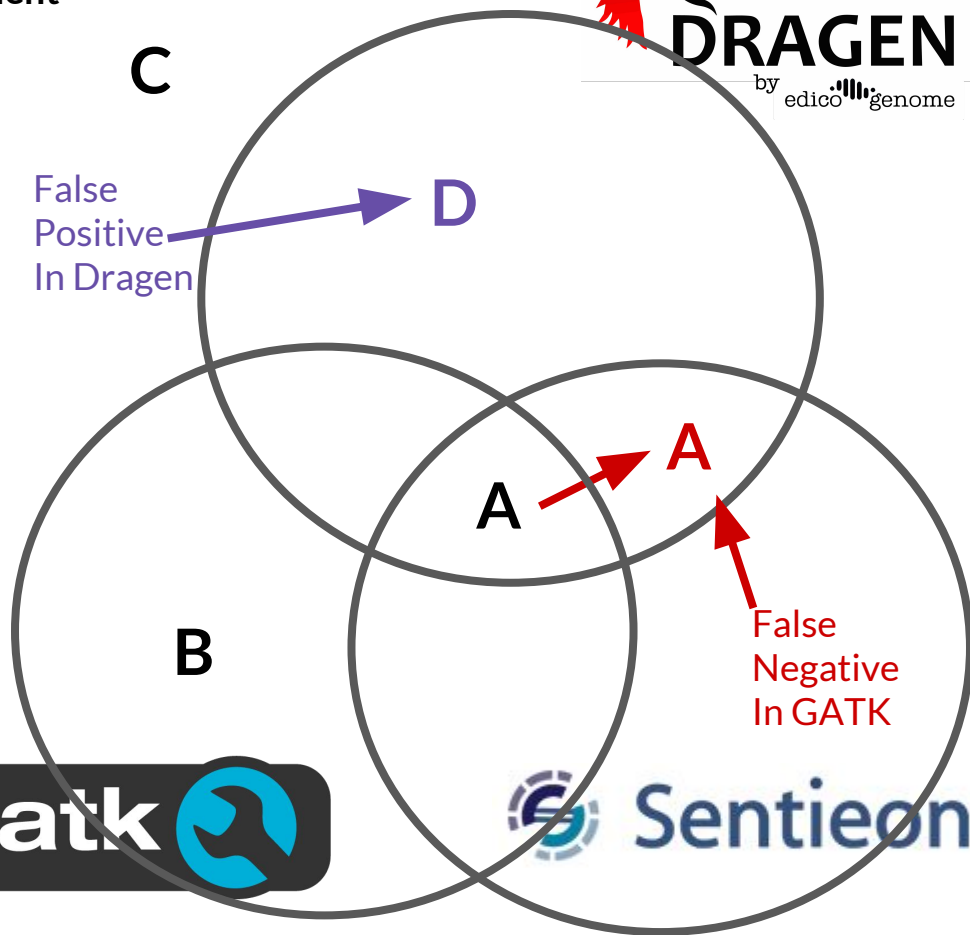 C
DRAGEN
by
edico genome
False
Positive
In Dragen
D
A
A
B
False
Negative
In GATK
atk
Sentieon